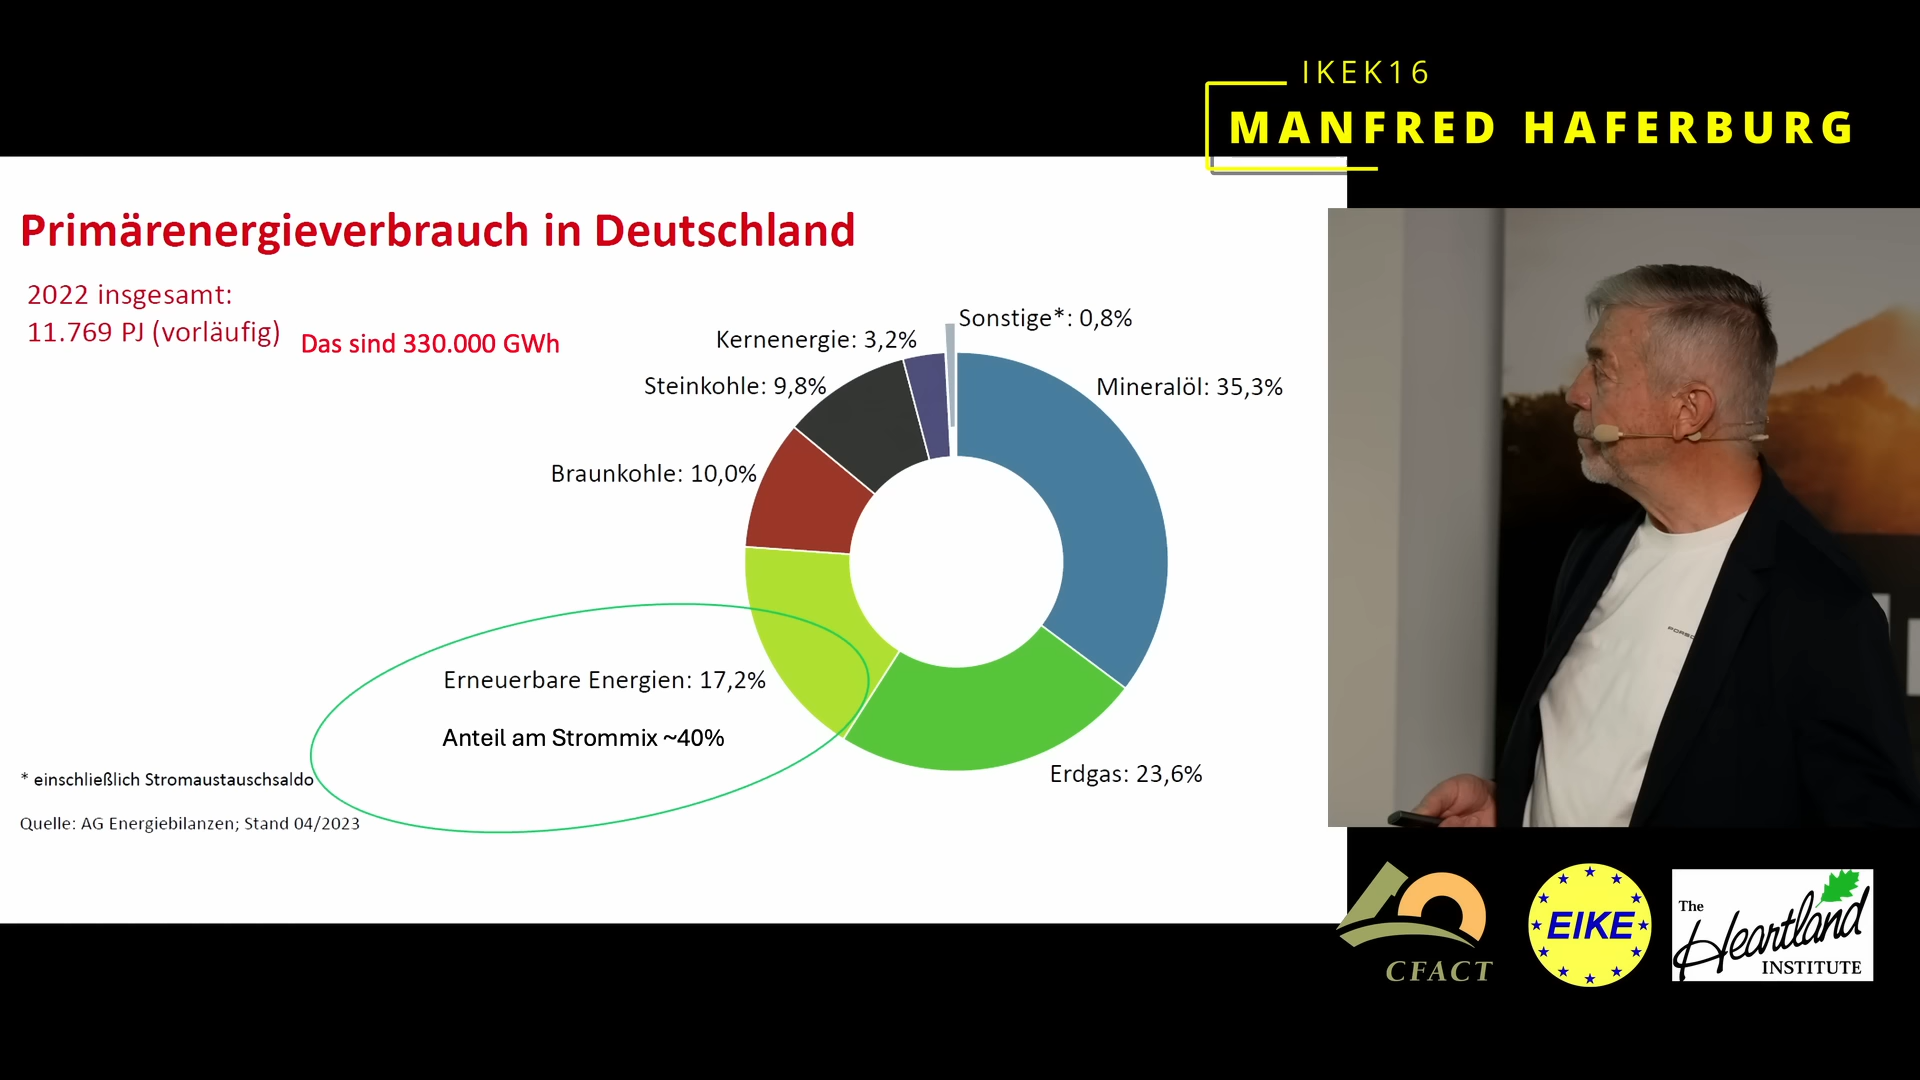 IKEK16
MANFRED HAFERBURG
Primärenergieverbrauch in Deutschland
2022 insgesamt:
11.769 PJ (vorläufig)
Das sind 330.000 GWh
Sonstige*: 0,8%
Kernenergie: 3,2%
Steinkohle: 9,8%
Mineralöl: 35,3%
Braunkohle: 10,0%
Erneuerbare Energien: 17,2%
Anteil am Strommix ~40%
Erdgas: 23,6%
* einschließlich Stromaustauschsaldo
Quelle: AG Energiebilanzen; Stand 04/2023
CFACT
EIKE
The
Heartland
INSTITUTE